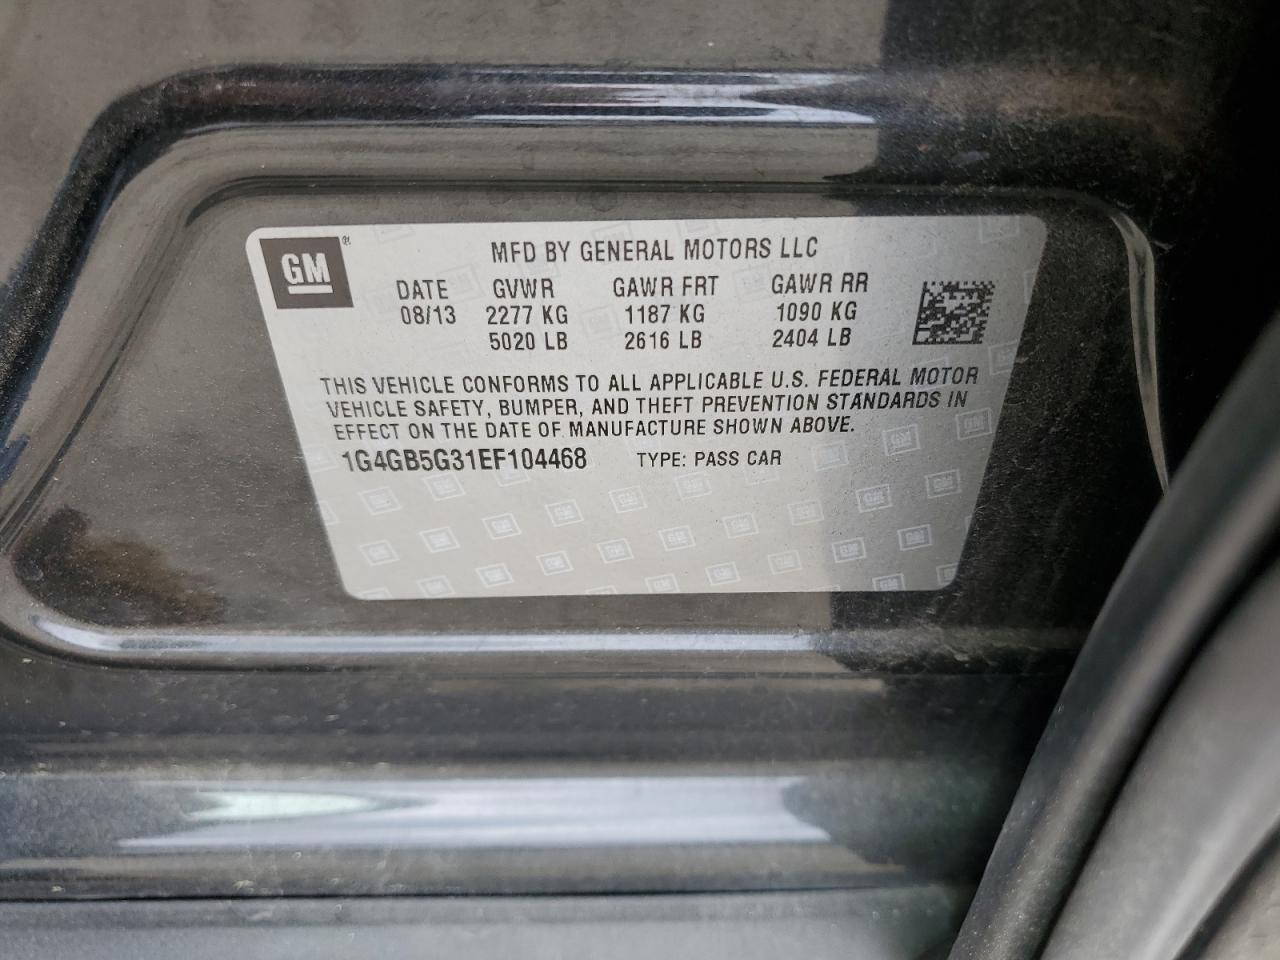 GM
MFD BY GENERAL MOTORS LLC
DATE GVWR GAWR FRT GAWR RR
08/13 2277 KG 1187 KG 1090 KG
5020 LB 2616 LB 2404 LB
THIS VEHICLE CONFORMS TO ALL APPLICABLE U.S. FEDERAL MOTOR
VEHICLE SAFETY, BUMPER, AND THEFT PREVENTION STANDARDS IN
EFFECT ON THE DATE OF MANUFACTURE SHOWN ABOVE.
1G4GB5G31EF104468 TYPE: PASS CAR